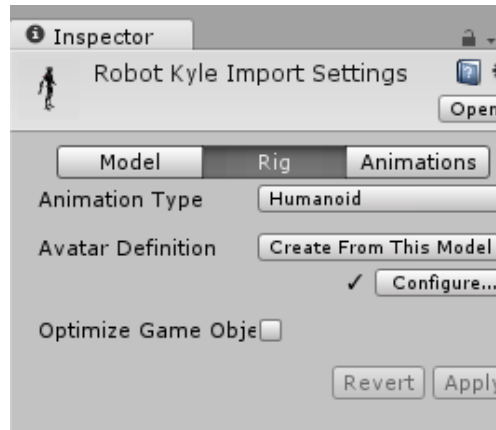 Inspector
Robot Kyle Import Settings
Open
Model Rig Animations
Animation Type Humanoid
Avatar Definition Create From This Model
✓ Configure...
Optimize Game Obje
Revert Apply